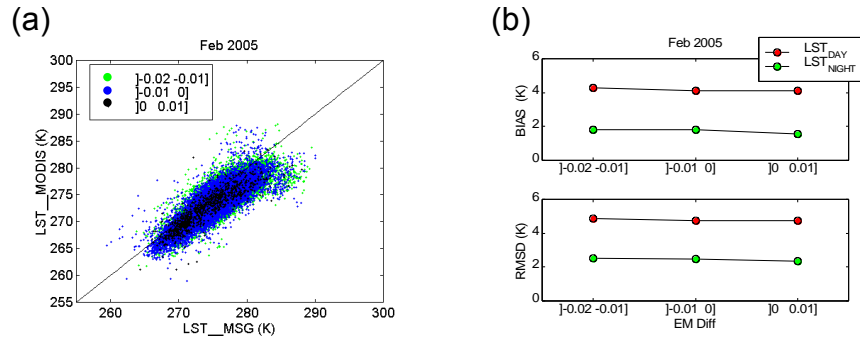 (a)
Feb 2005
]-0.02 -0.01]
]-0.01 0]
]0 0.01]
300
295
290
285
280
275
270
265
260
255
LST__MODIS (K)
260 270 280 290 300
LST__MSG (K)
(b)
Feb 2005
LST_DAY
LST_NIGHT
6
4
2
0
BIAS (K)
]-0.02 -0.01] ]-0.01 0] ]0 0.01]
6
4
2
0
RMSD (K)
]-0.02 -0.01] ]-0.01 0] ]0 0.01]
EM Diff